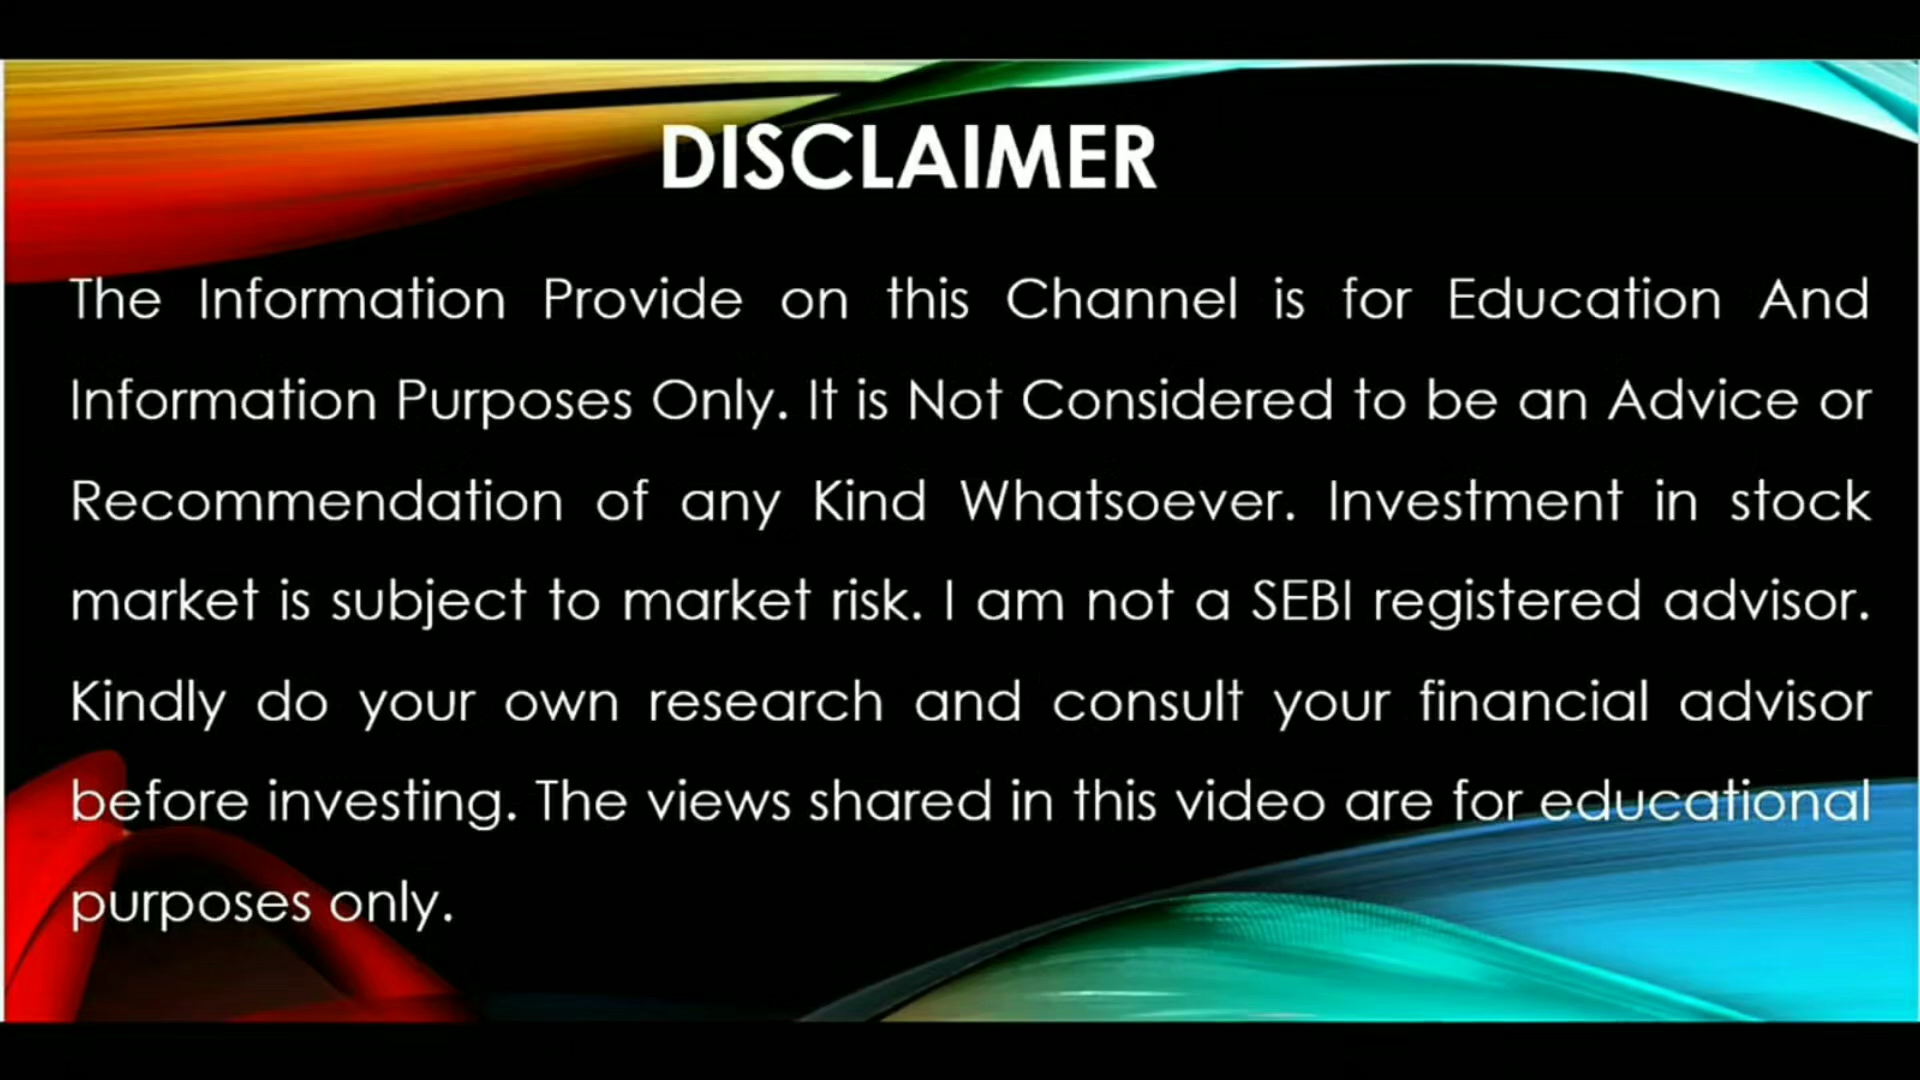 DISCLAIMER
The Information Provide on this Channel is for Education And
Information Purposes Only. It is Not Considered to be an Advice or
Recommendation of any Kind Whatsoever. Investment in stock
market is subject to market risk. I am not a SEBI registered advisor.
Kindly do your own research and consult your financial advisor
before investing. The views shared in this video are for educational
purposes only.